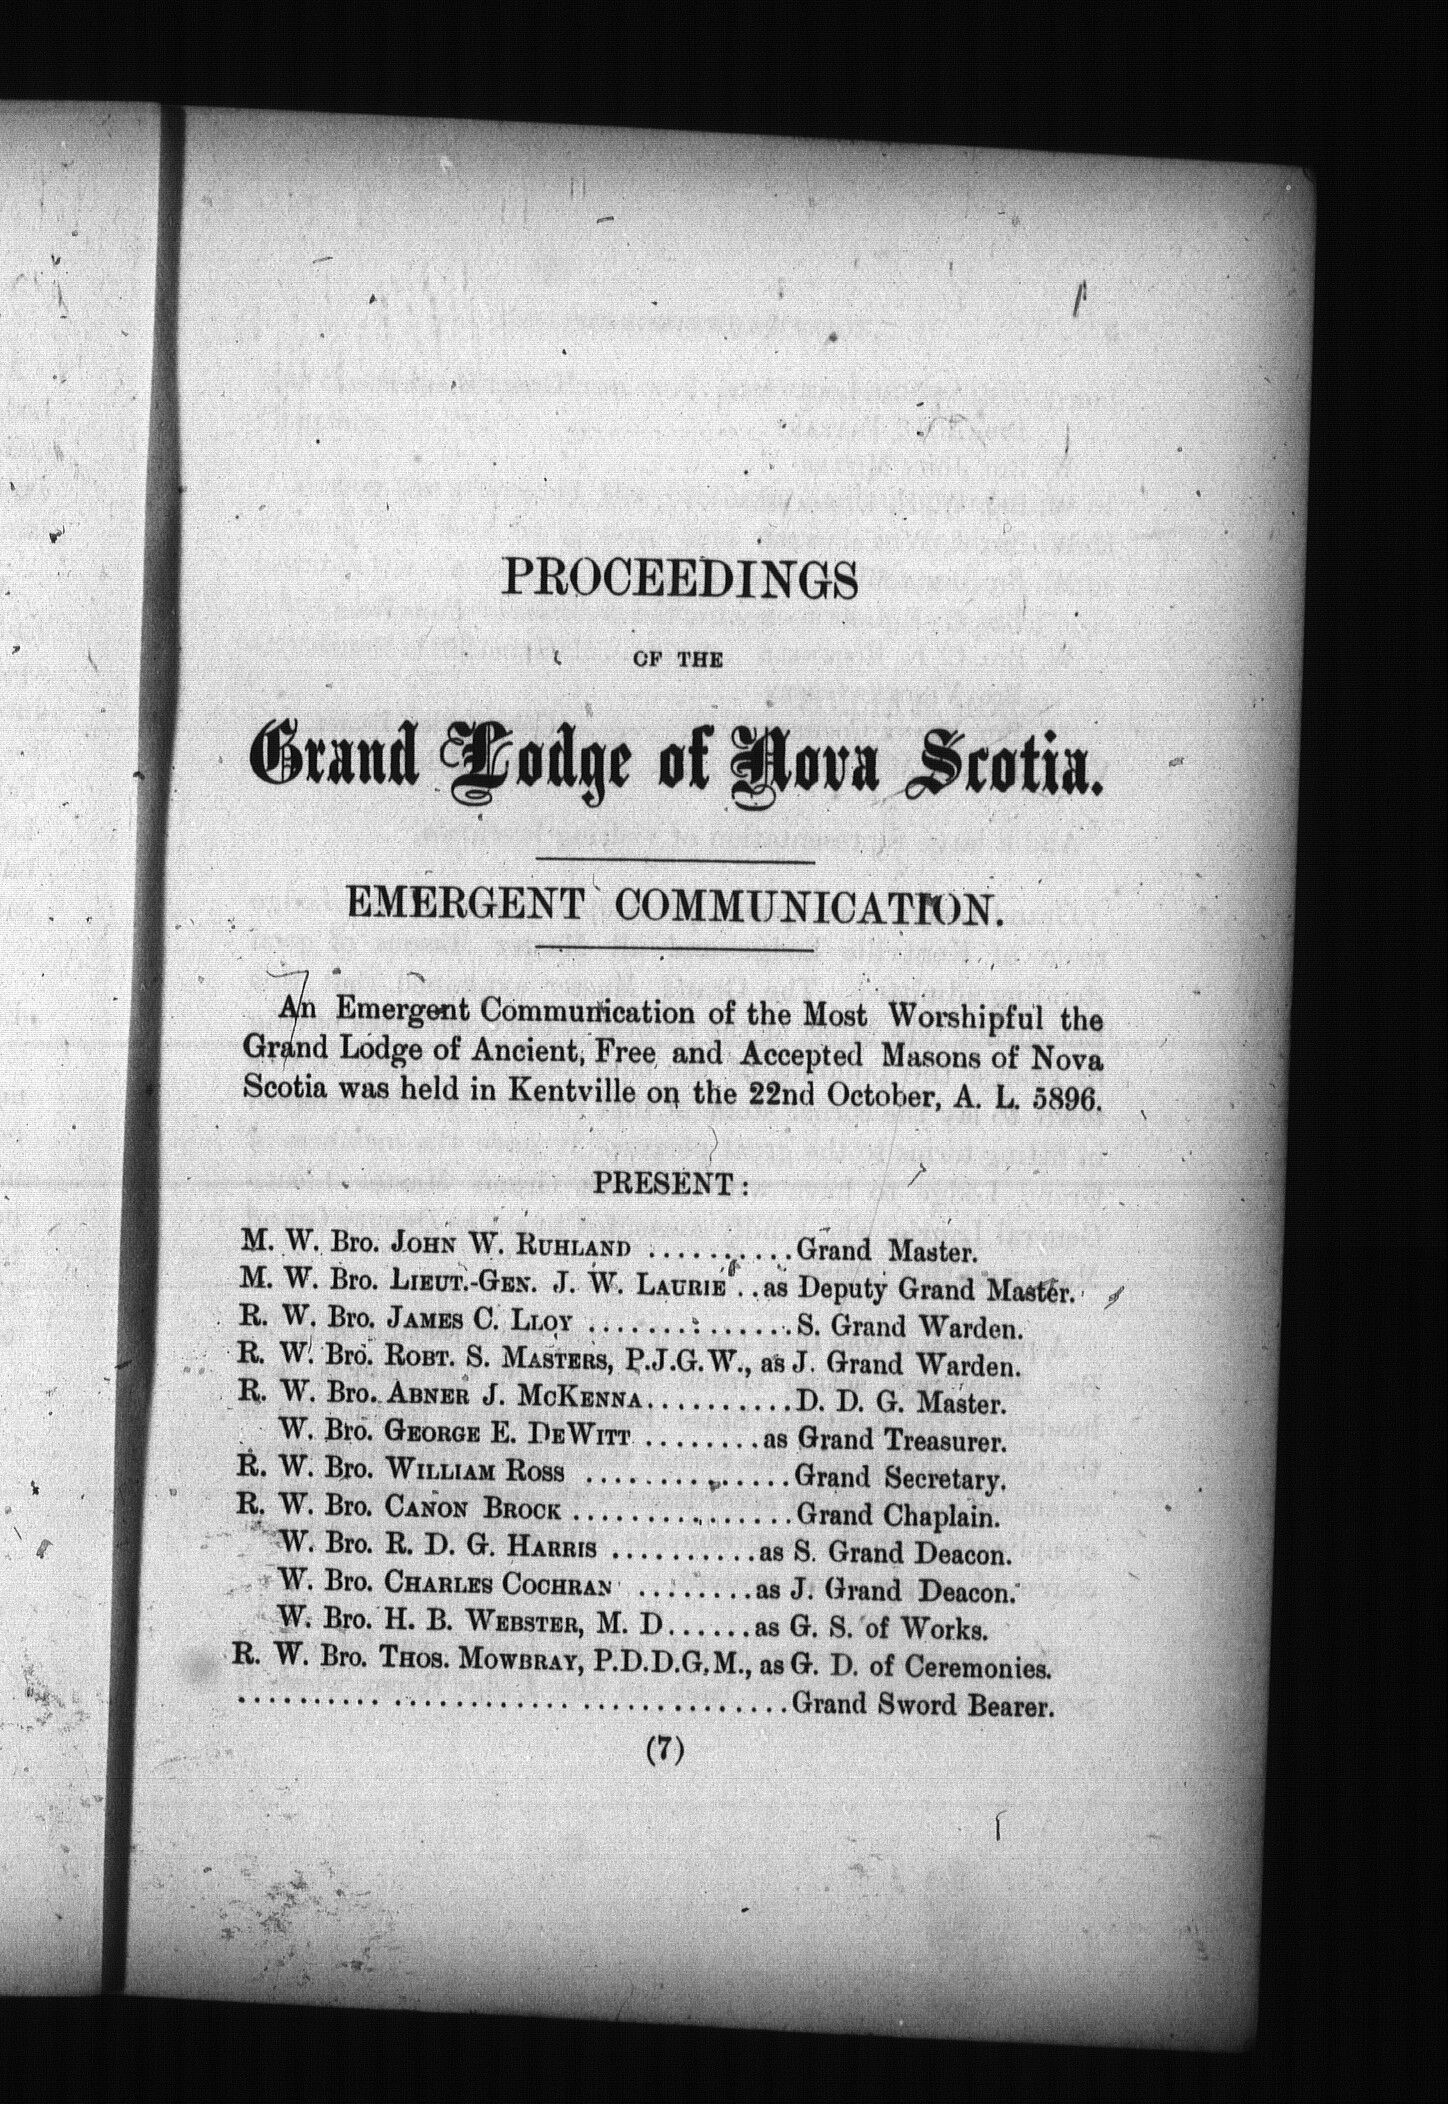 PROCEEDINGS
OF THE
Grand Lodge of Nova Scotia.
EMERGENT COMMUNICATION.
An Emergent Communication of the Most Worshipful the
Grand Lodge of Ancient, Free and Accepted Masons of Nova
Scotia was held in Kentville on the 22nd October, A. L. 5896.
PRESENT:
M. W. Bro. JOHN W. RUHLAND ..........Grand Master.
M. W. Bro. LIEUT.-GEN. J. W. LAURIE ..as Deputy Grand Master.
R. W. Bro. JAMES C. LLOY ..............S. Grand Warden.
R. W. Bro. ROBT. S. MASTERS, P.J.G.W., as J. Grand Warden.
R. W. Bro. ABNER J. MCKENNA..........D. D. G. Master.
W. Bro. GEORGE E. DEWITT ........as Grand Treasurer.
R. W. Bro. WILLIAM ROSS ..............Grand Secretary.
R. W. Bro. CANON BROCK...............Grand Chaplain.
W. Bro. R. D. G. HARRIS ..........as S. Grand Deacon.
W. Bro. CHARLES COCHRAN ........as J. Grand Deacon.
W. Bro. H. B. WEBSTER, M. D......as G. S. of Works.
R. W. Bro. THOS. MOWBRAY, P.D.D.G.M., as G. D. of Ceremonies.
......................................Grand Sword Bearer.
(7)